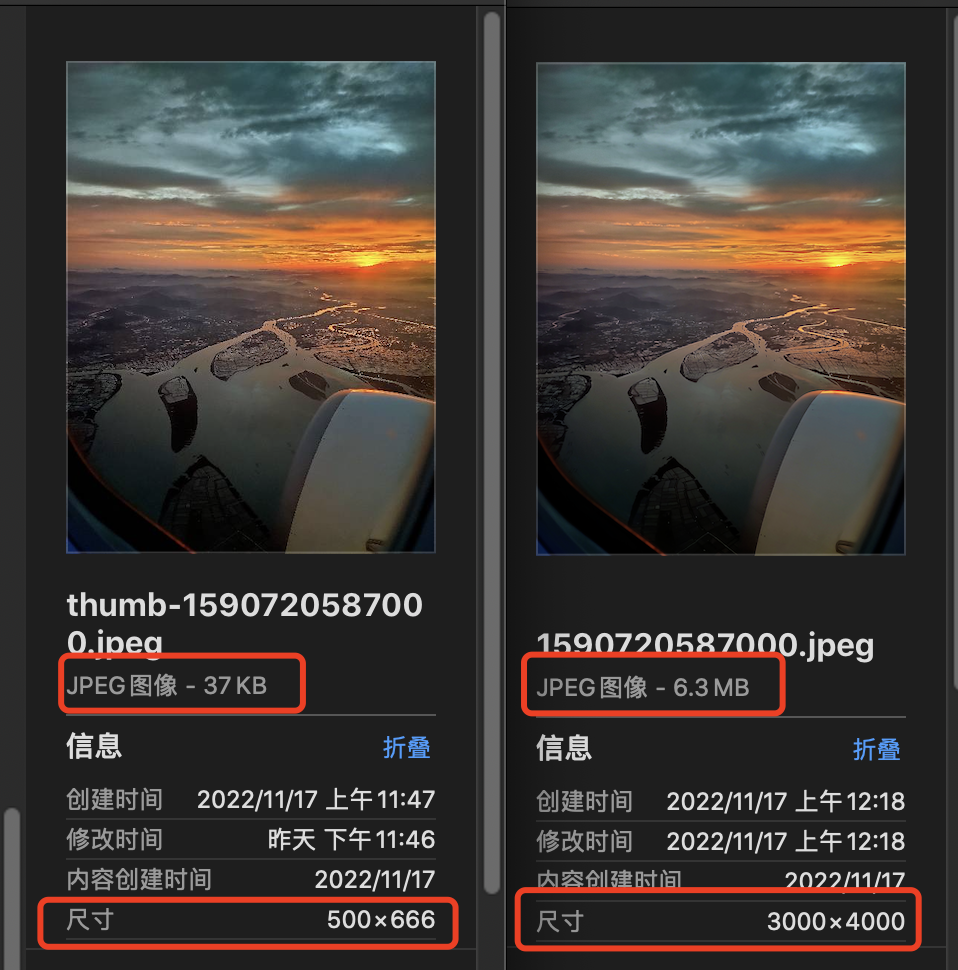 thumb-159072058700
0.jpeg
JPEG图像 - 37 KB
信息
折叠
创建时间 2022/11/17 上午11:47
修改时间 昨天 下午11:46
内容创建时间 2022/11/17
尺寸 500×666
1590720587000.jpeg
JPEG图像 - 6.3 MB
信息
折叠
创建时间 2022/11/17 上午12:18
修改时间 2022/11/17 上午12:18
内容创建时间 2022/11/17
尺寸 3000×4000